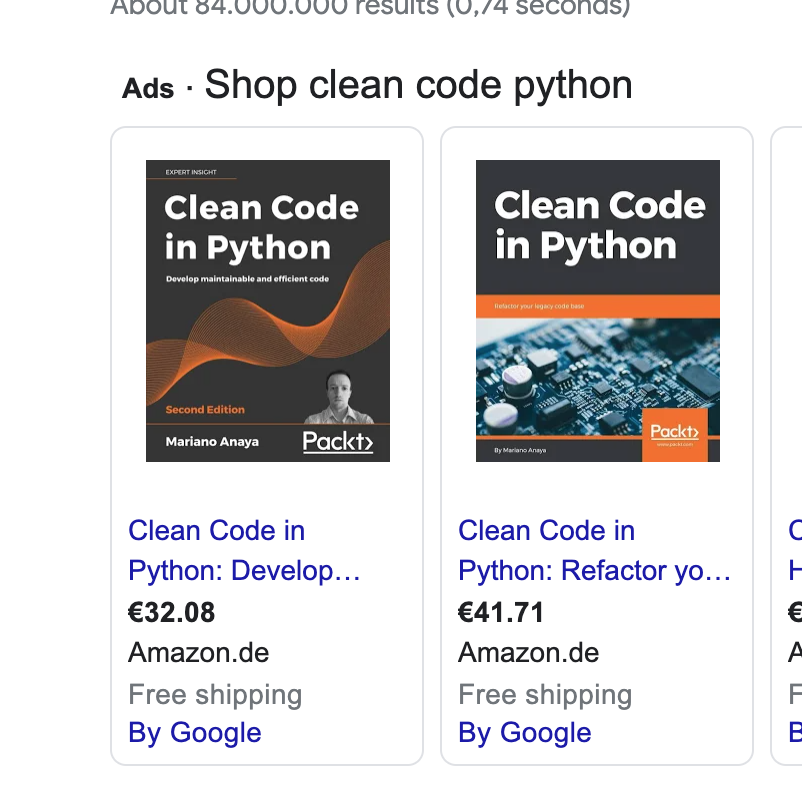 About 84.000.000 results (0,74 seconds)
Ads · Shop clean code python
EXPERT INSIGHT
Clean Code
in Python
Develop maintainable and efficient code
Second Edition
Mariano Anaya
Packt>
Clean Code in
Python: Develop…
€32.08
Amazon.de
Free shipping
By Google
Clean Code
in Python
Refactor your legacy code base
Packt>
www.packt.com
By Mariano Anaya
Clean Code in
Python: Refactor yo…
€41.71
Amazon.de
Free shipping
By Google